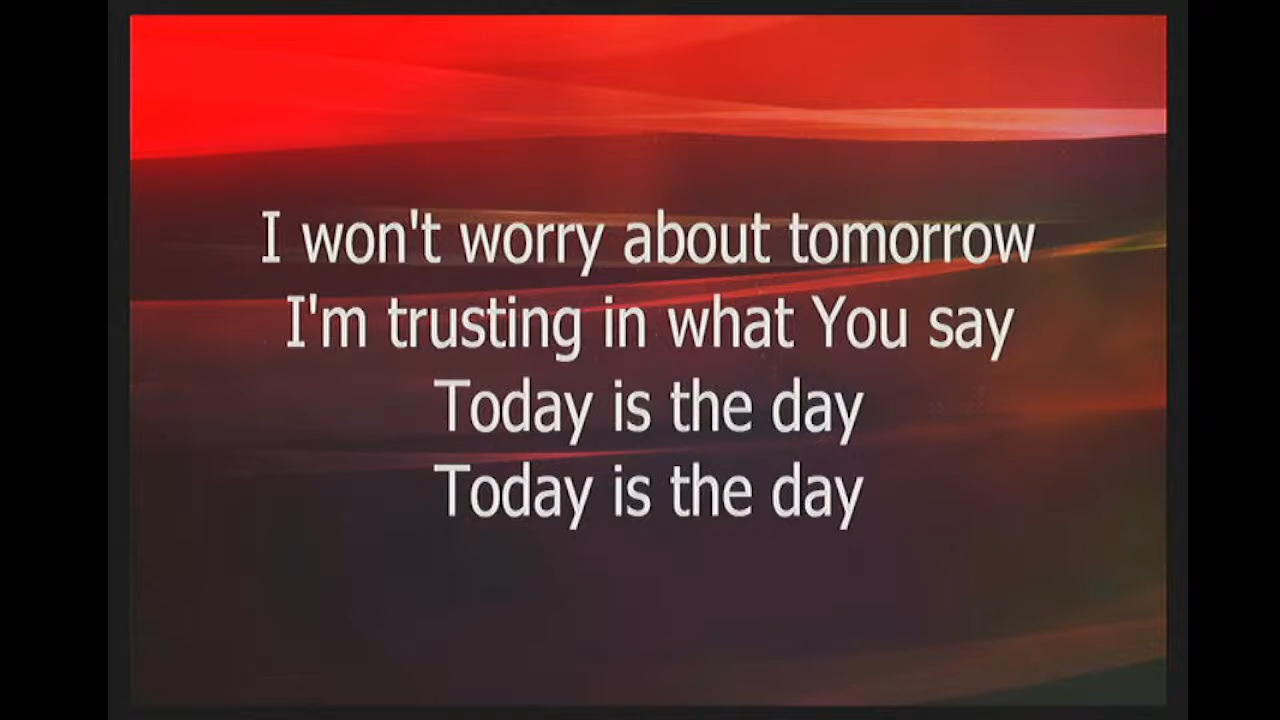 I won't worry about tomorrow
I'm trusting in what You say
Today is the day
Today is the day